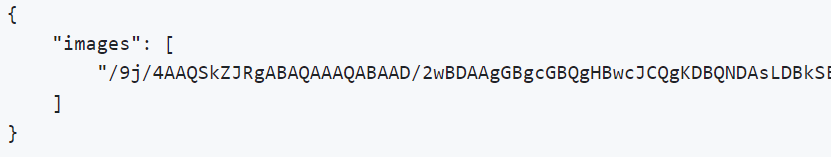 {
"images": [
"/9j/4AAQSkZJRgABAQAAAQABAAD/2wBDAAgGBgcGBQgHBwcJCQgKDBQNDAsLDBkSE
]
}